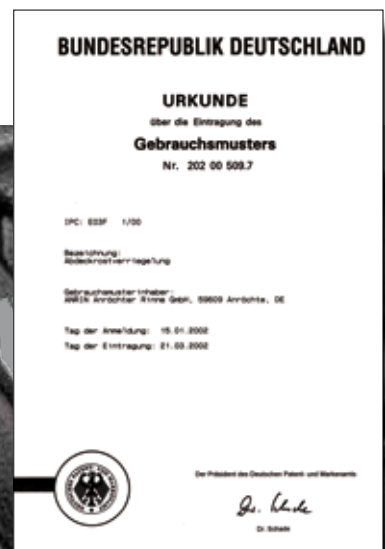 BUNDESREPUBLIK DEUTSCHLAND
URKUNDE
über die Eintragung des
Gebrauchsmusters
Nr. 202 00 509.7
IPC: E03F 1/00
Bezeichnung:
Abdeckrostverriegelung
Gebrauchsmusterinhaber:
ANRIN Anröchter Rinne GmbH, 59609 Anröchte, DE
Tag der Anmeldung: 15.01.2002
Tag der Eintragung: 21.03.2002
Der Präsident des Deutschen Patent- und Markenamts
Dr. Schade